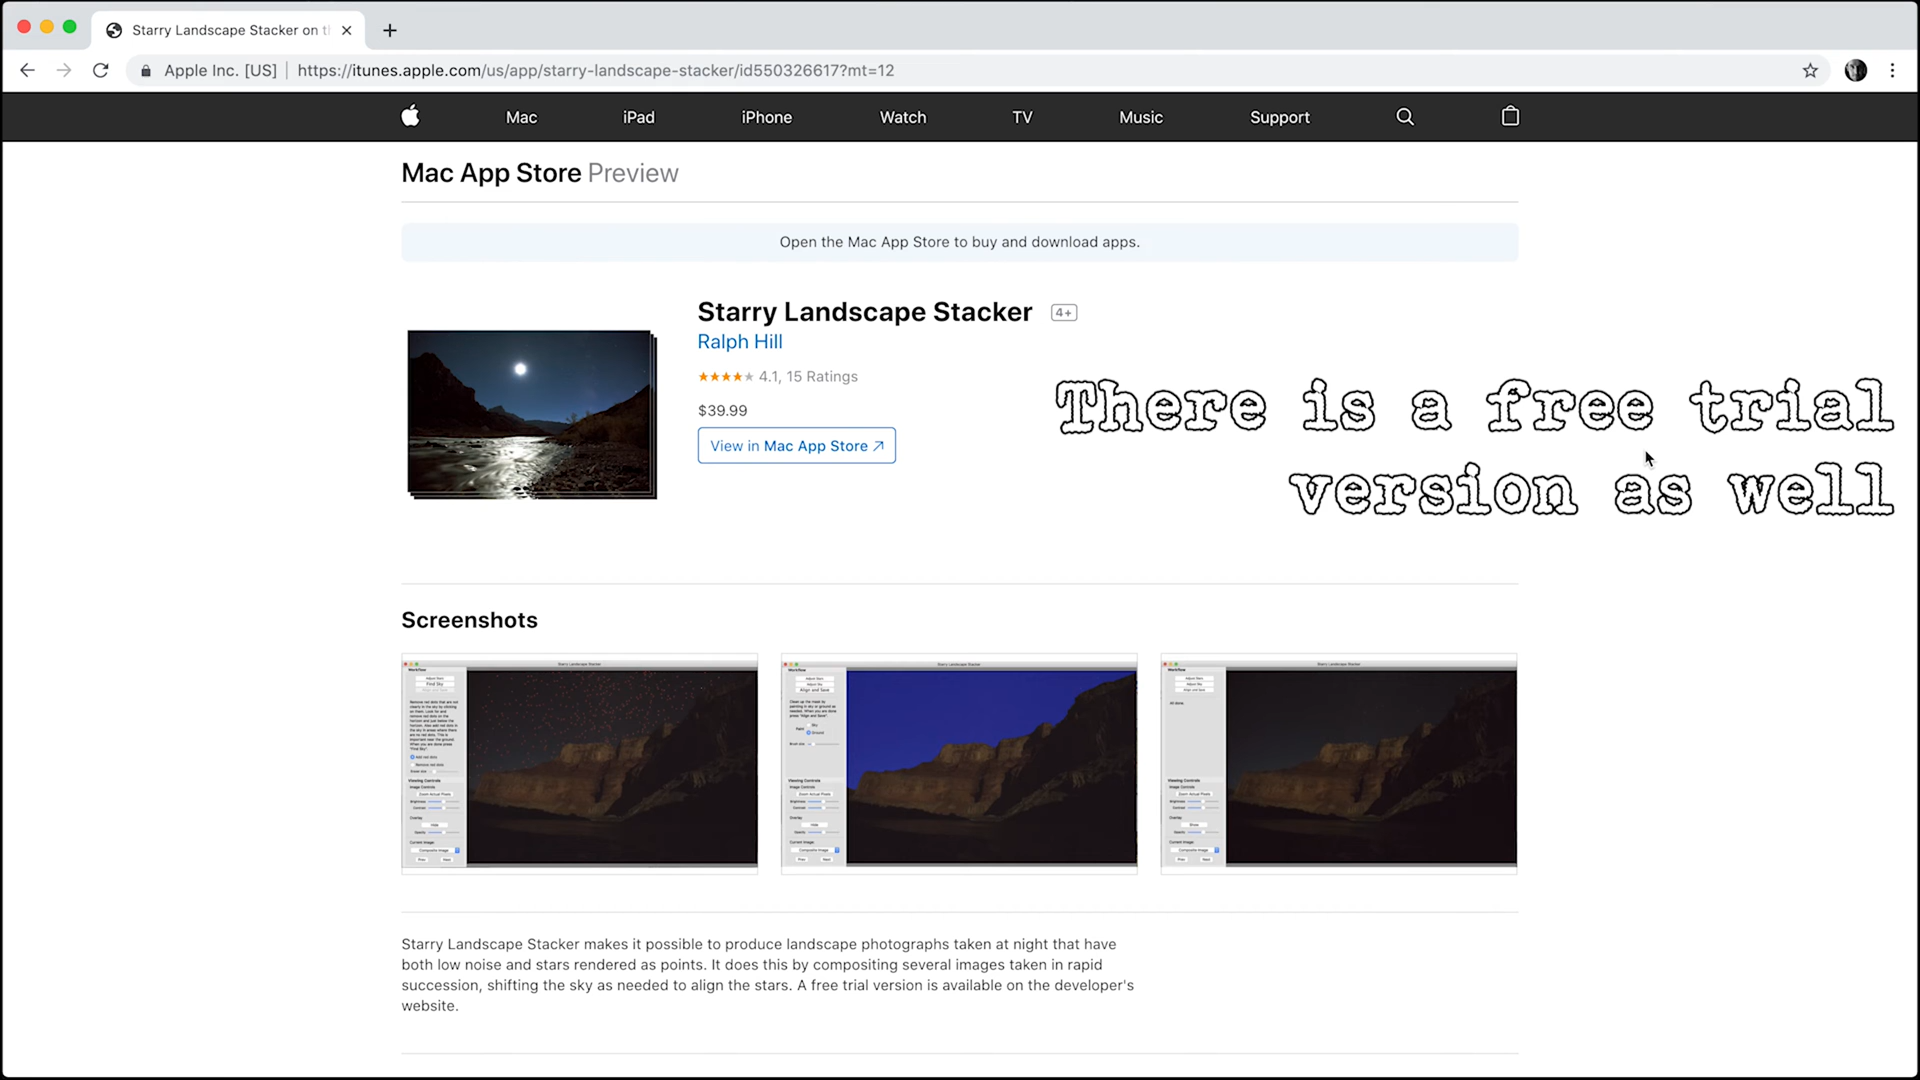 Starry Landscape Stacker on t
Apple Inc. [US]
https://itunes.apple.com/us/app/starry-landscape-stacker/id550326617?mt=12
Mac
iPad
iPhone
Watch
TV
Music
Support
Mac App Store Preview
Open the Mac App Store to buy and download apps.
Starry Landscape Stacker 4+
Ralph Hill
4.1, 15 Ratings
$39.99
View in Mac App Store
There is a free trial
version as well
Screenshots
Starry Landscape Stacker makes it possible to produce landscape photographs taken at night that have
both low noise and stars rendered as points. It does this by compositing several images taken in rapid
succession, shifting the sky as needed to align the stars. A free trial version is available on the developer's
website.